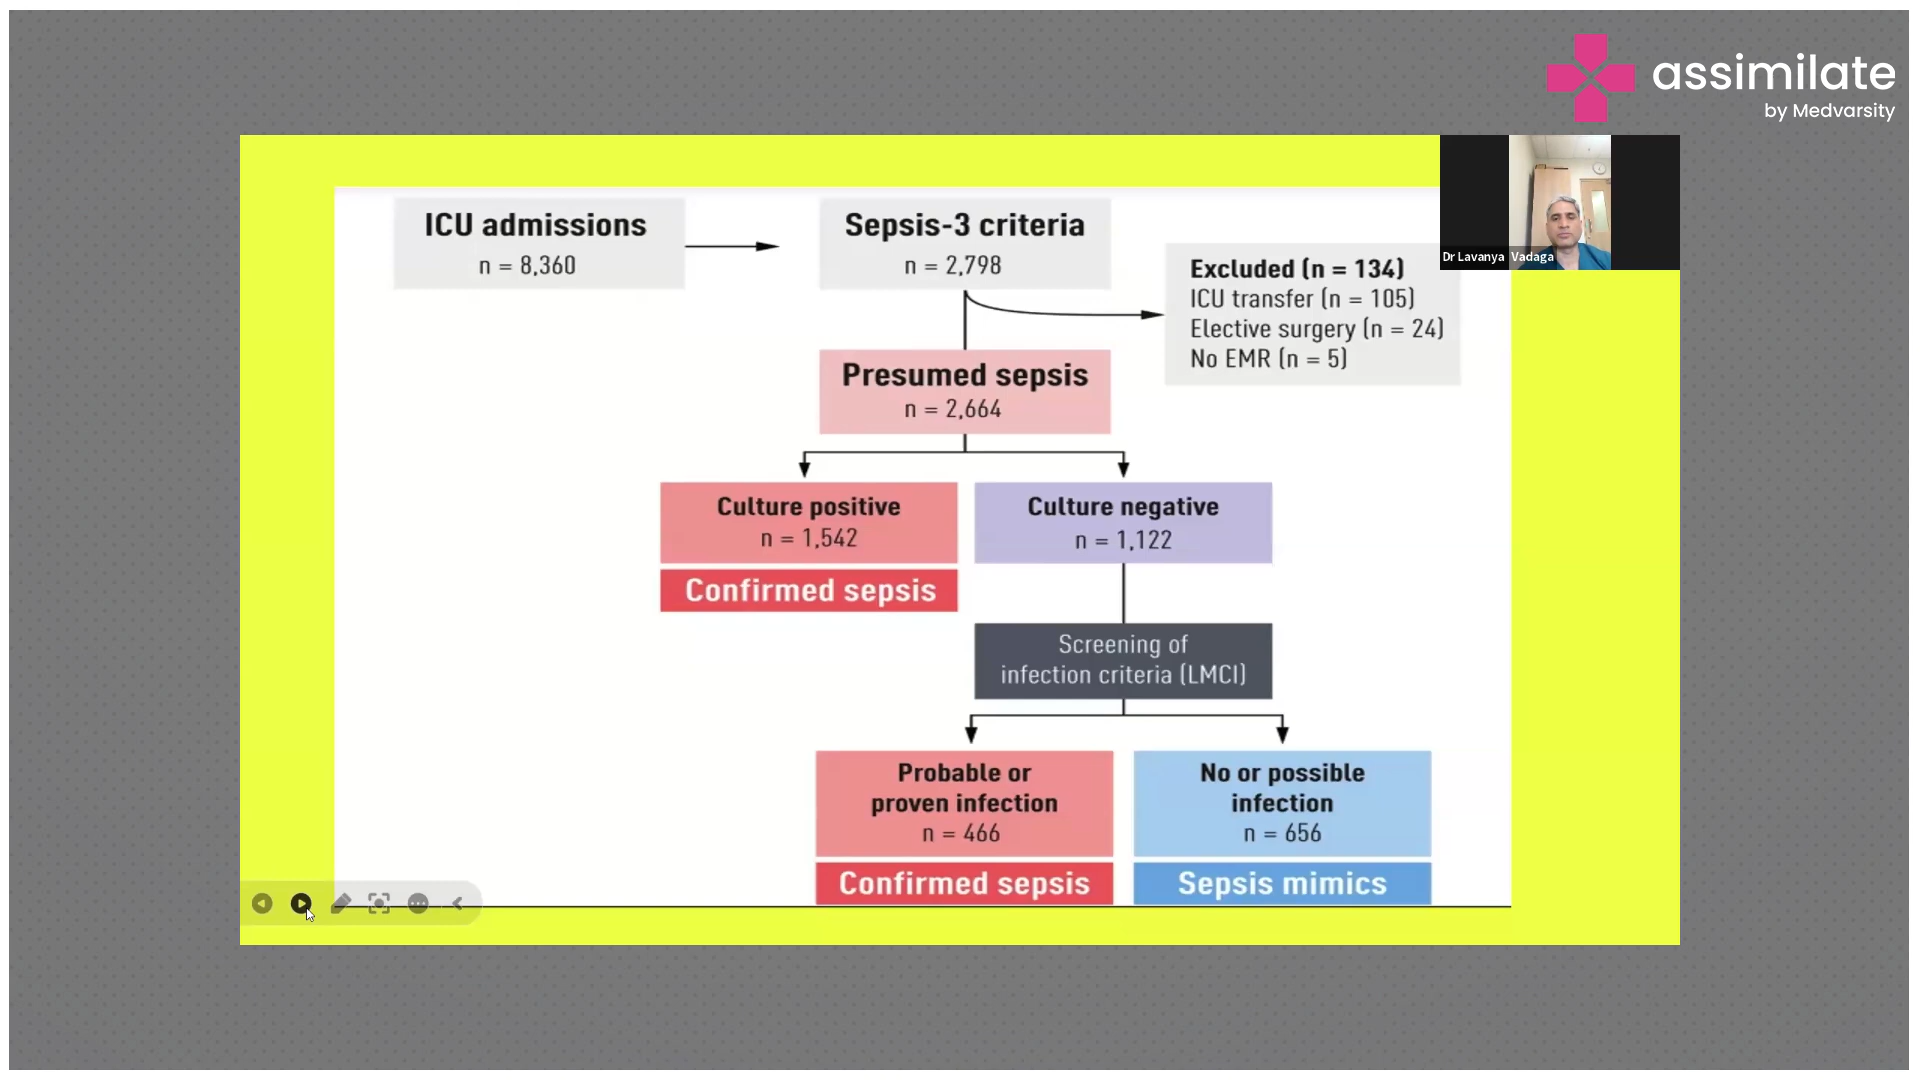 assimilate
by Medvarsity
Dr Lavanya Vadaga
ICU admissions
n = 8,360
Sepsis-3 criteria
n = 2,798
Excluded (n = 134)
ICU transfer (n = 105)
Elective surgery (n = 24)
No EMR (n = 5)
Presumed sepsis
n = 2,664
Culture positive
n = 1,542
Confirmed sepsis
Culture negative
n = 1,122
Screening of
infection criteria (LMCI)
Probable or
proven infection
n = 466
Confirmed sepsis
No or possible
infection
n = 656
Sepsis mimics